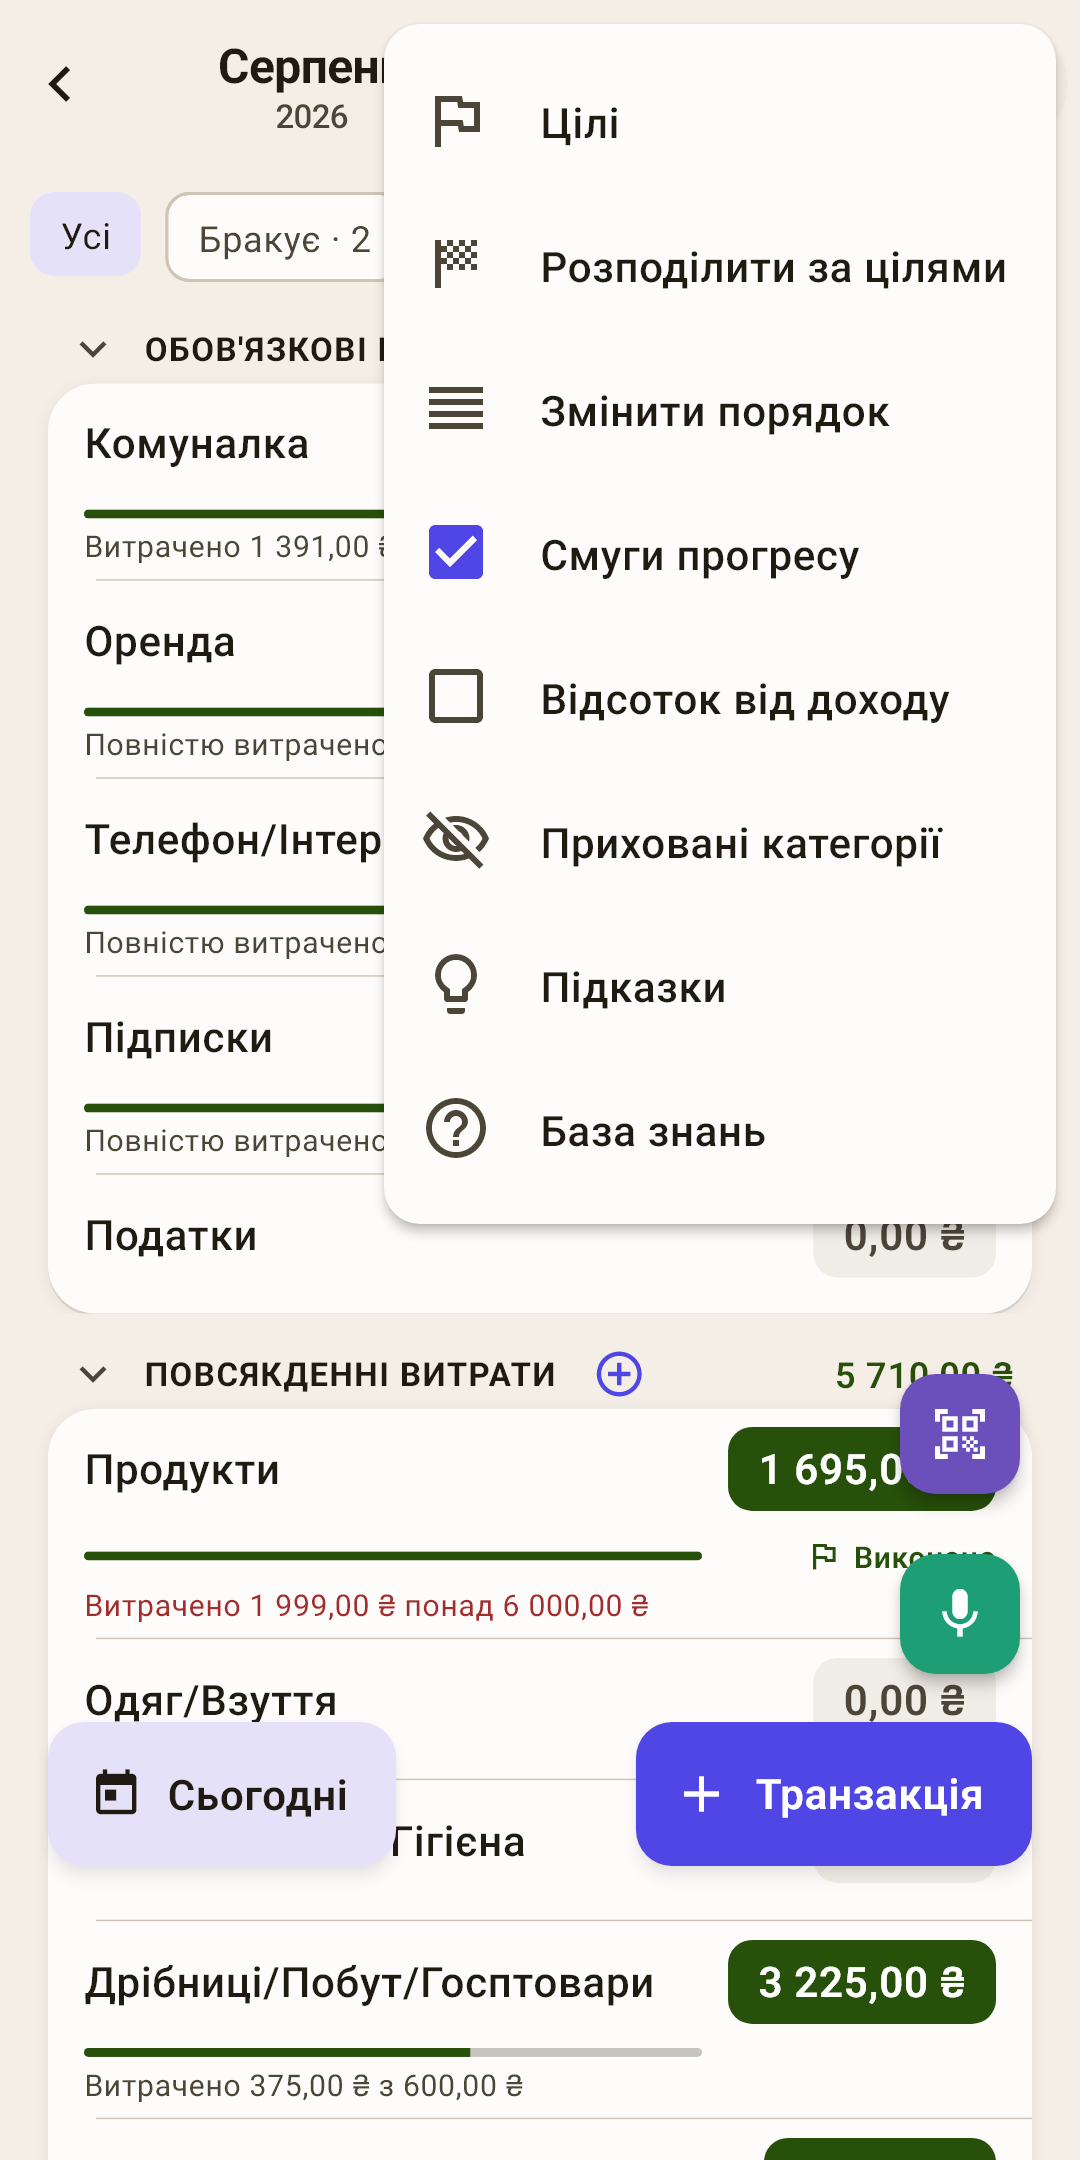 2026
Цілі
Розподілити за цілями
Змінити порядок
Смуги прогресу
Відсоток від доходу
Приховані категорії
Підказки
База знань
Усі
Бракує · 2
ОБОВ'ЯЗКОВІ
Комуналка
Витрачено 1 391,00
Оренда
Повністю витрачено
Повністю витрачено
Підписки
Повністю витрачено
Податки
0,00 ₴
ПОВСЯКДЕННІ ВИТРАТИ
5 710,00 ₴
Продукти
1 695,0
Витрачено 1 999,00 ₴ понад 6 000,00 ₴
Одяг/Взуття
0,00 ₴
Сьогодні
Транзакція
Гігієна
Дрібниці/Побут/Госптовари
3 225,00 ₴
Витрачено 375,00 ₴ з 600,00 ₴